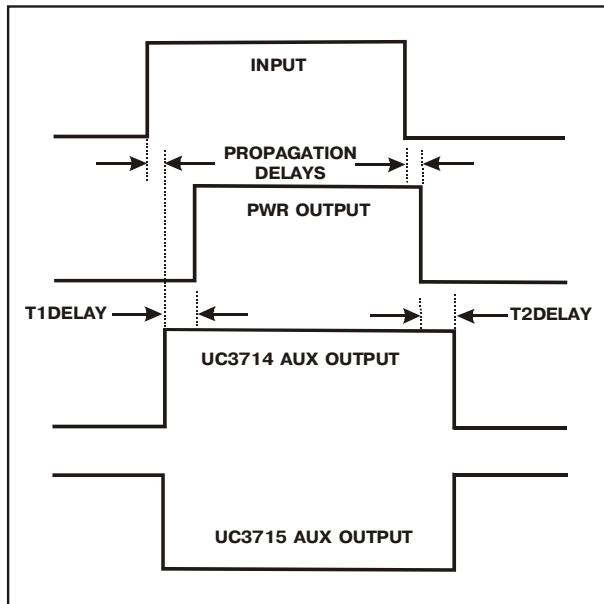 INPUT
PROPAGATION
DELAYS
PWR OUTPUT
T1DELAY
T2DELAY
UC3714 AUX OUTPUT
UC3715 AUX OUTPUT